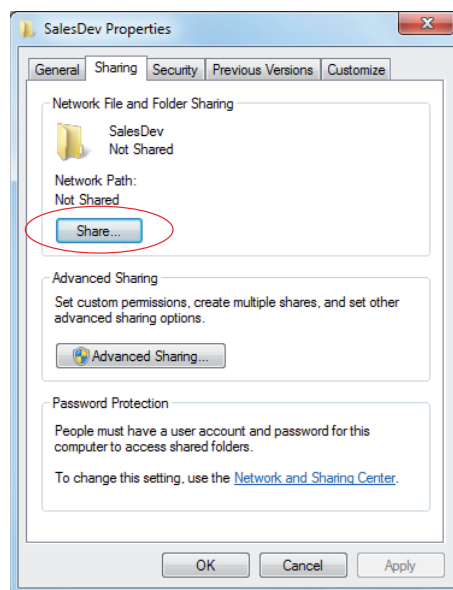 SalesDev Properties
General Sharing Security Previous Versions Customize
Network File and Folder Sharing
SalesDev
Not Shared
Network Path:
Not Shared
Share...
Advanced Sharing
Set custom permissions, create multiple shares, and set other
advanced sharing options.
Advanced Sharing...
Password Protection
People must have a user account and password for this
computer to access shared folders.
To change this setting, use the Network and Sharing Center.
OK Cancel Apply